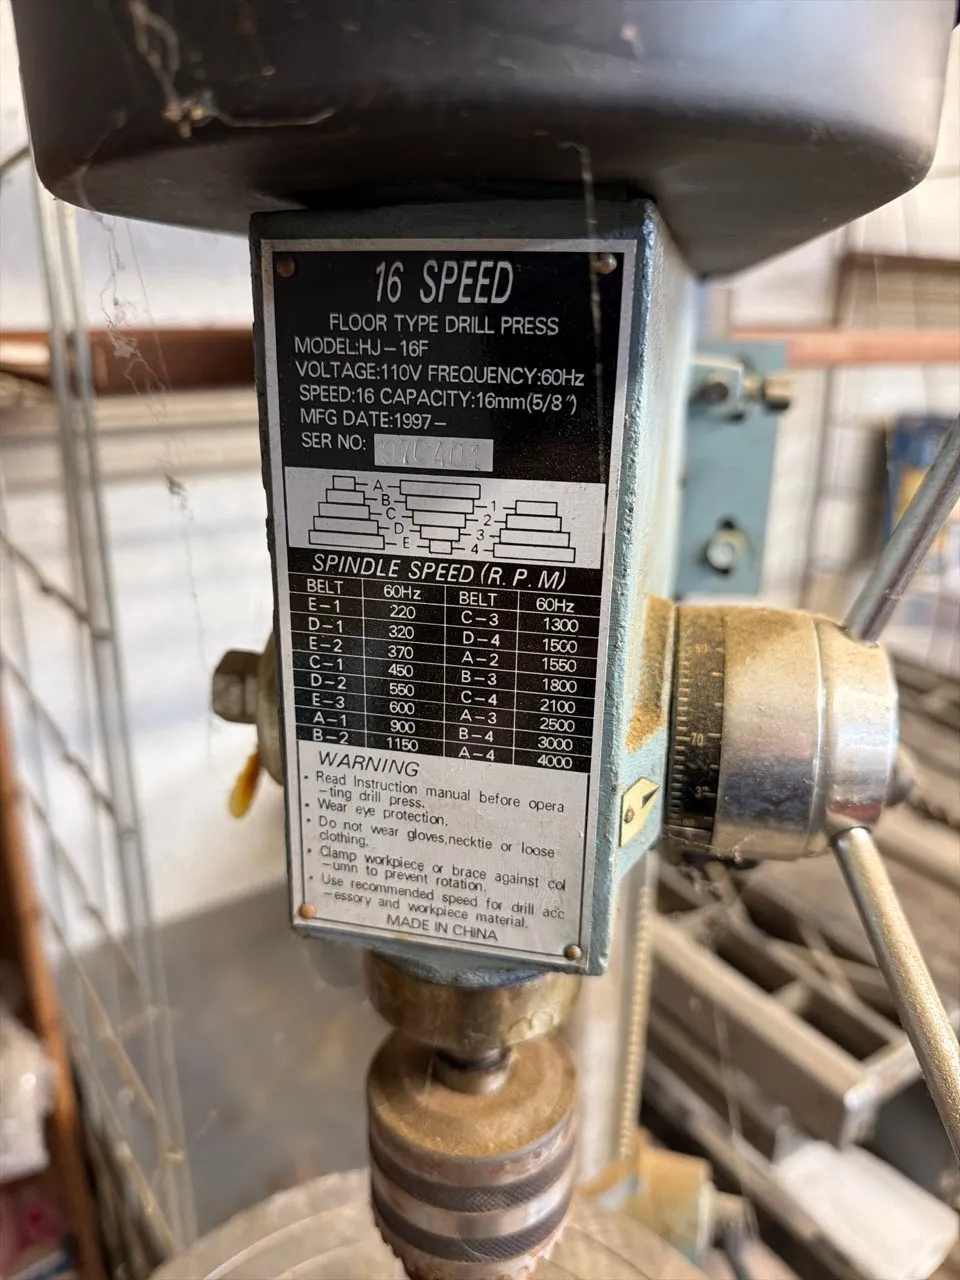 16 SPEED
FLOOR TYPE DRILL PRESS
MODEL:HJ-16F
VOLTAGE:110V FREQUENCY:60Hz
SPEED:16 CAPACITY:16mm(5/8″)
MFG DATE:1997-
SER NO:
A
B 1
C 2
D 3
E 4
SPINDLE SPEED (R.P.M)
BELT 60Hz BELT 60Hz
E-1 220 C-3 1300
D-1 320 D-4 1500
E-2 370 A-2 1550
C-1 450 B-3 1800
D-2 550 C-4 2100
E-3 600 A-3 2500
A-1 900 B-4 3000
B-2 1150 A-4 4000
WARNING
• Read Instruction manual before opera
-ting drill press.
• Wear eye protection.
• Do not wear gloves,necktie or loose
clothing.
• Clamp workpiece or brace against col
-umn to prevent rotation.
• Use recommended speed for drill acc
-essory and workpiece material.
MADE IN CHINA
70